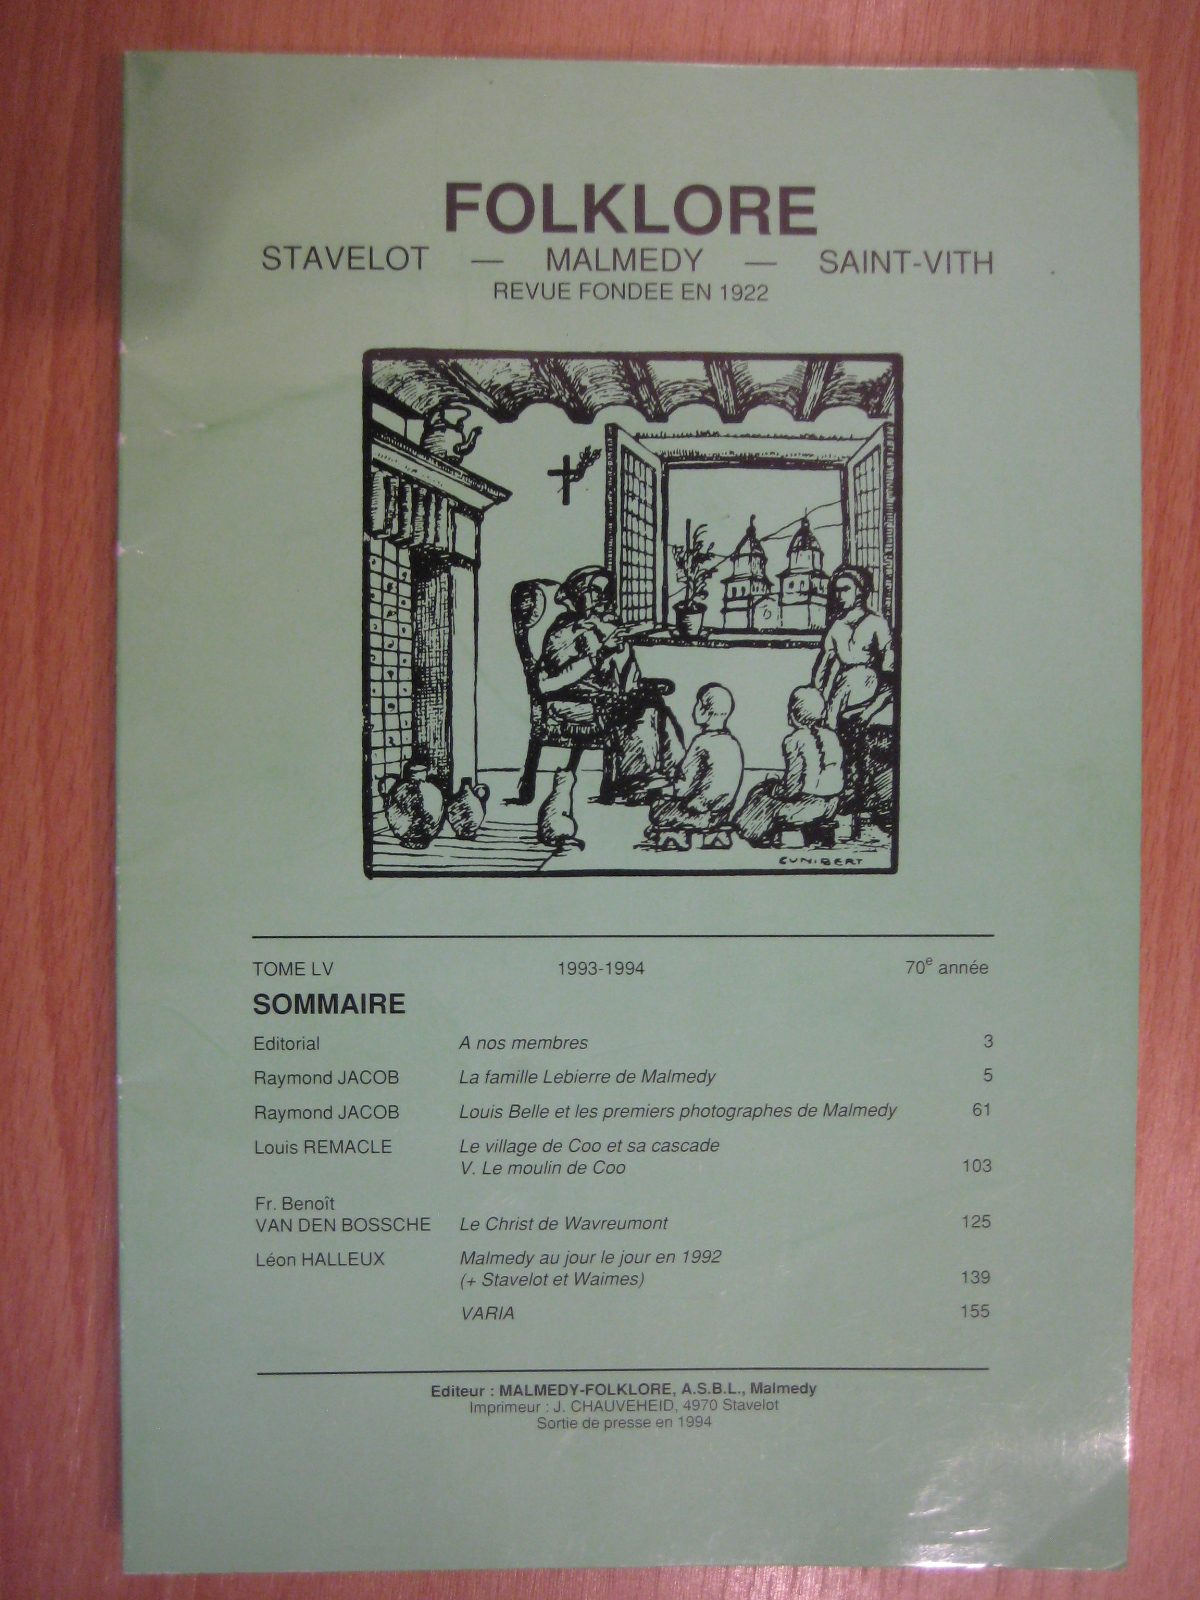 FOLKLORE
STAVELOT — MALMEDY — SAINT-VITH
REVUE FONDEE EN 1922
CUNIBERT
TOME LV 1993-1994 70e année
SOMMAIRE
Editorial A nos membres 3
Raymond JACOB La famille Lebierre de Malmedy 5
Raymond JACOB Louis Belle et les premiers photographes de Malmedy 61
Louis REMACLE Le village de Coo et sa cascade
V. Le moulin de Coo 103
Fr. Benoît
VAN DEN BOSSCHE Le Christ de Wavreumont 125
Léon HALLEUX Malmedy au jour le jour en 1992
(+ Stavelot et Waimes) 139
VARIA 155
Editeur : MALMEDY-FOLKLORE, A.S.B.L., Malmedy
Imprimeur : J. CHAUVEHEID, 4970 Stavelot
Sortie de presse en 1994